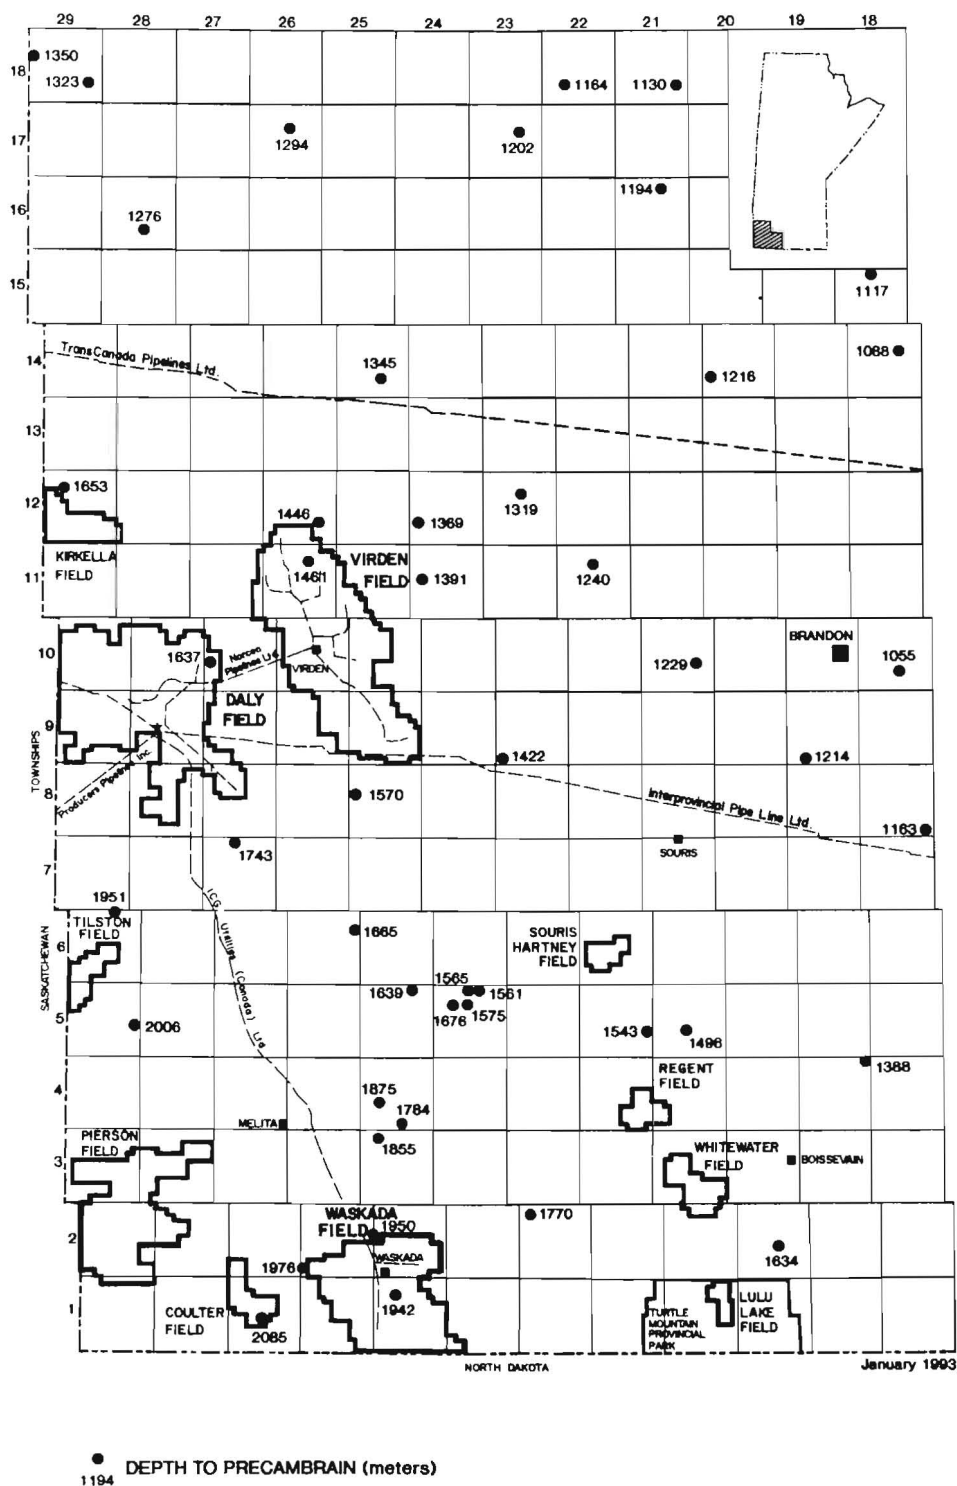 29 28 27 26 25 24 23 22 21 20 19 18
18
1350
1323
1164
1130
17
1294
1202
16
1194
1276
15
1117
14
TransCanada Pipelines Ltd.
1345
1216
1088
13
12
1653
1446
1369
1319
KIRKELLA
FIELD
VIRDEN
FIELD
11
1461
1391
1240
10
1637
Norcen
Pipelines Ltd.
VIRDEN
1229
BRANDON
1055
DALY
FIELD
9
TOWNSHIPS
Producers Pipelines Inc.
1422
1214
8
1570
Interprovincial Pipe Line Ltd
1163
7
1743
SOURIS
1951
TILSTON
FIELD
ICG Utilities (Canada) Ltd
6
1665
SOURIS
HARTNEY
FIELD
SASKATCHEWAN
1639
1565
1561
1676
1575
5
2006
1543
1496
1388
4
1875
1784
REGENT
FIELD
MELITA
1855
PIERSON
FIELD
3
WHITEWATER
FIELD
BOISSEVAIN
WASKADA
FIELD
1950
1770
2
WASKADA
1976
1634
1
COULTER
FIELD
2085
1942
TURTLE
MOUNTAIN
PROVINCIAL
PARK
LULU
LAKE
FIELD
NORTH DAKOTA
January 1993
1194
DEPTH TO PRECAMBRAIN (meters)